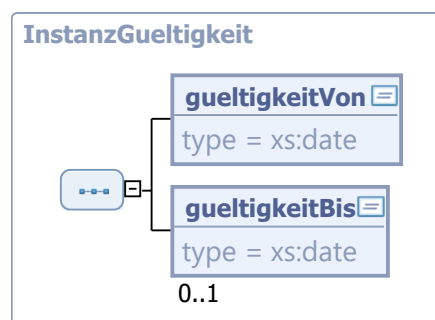 InstanzGueltigkeit
gueltigkeitVon
type = xs:date
gueltigkeitBis
type = xs:date
0..1